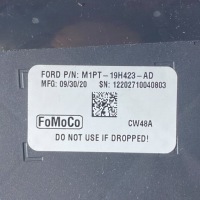 FORD P/N: M1PT-19H423-AD
MFG: 09/30/20 SN: 12202710040803
FoMoCo
CW48A
DO NOT USE IF DROPPED!